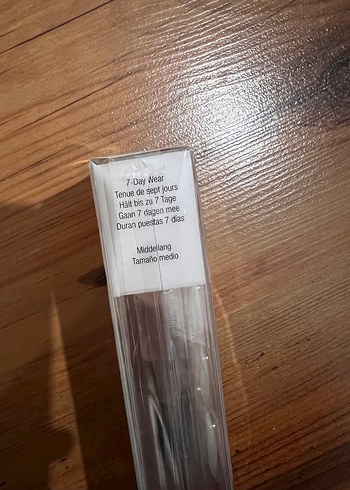 7-Day Wear
Tenue de sept jours
Hält bis zu 7 Tage
Gaan 7 dagen mee
Duran puestas 7 días
Middellang
Tamaño medio